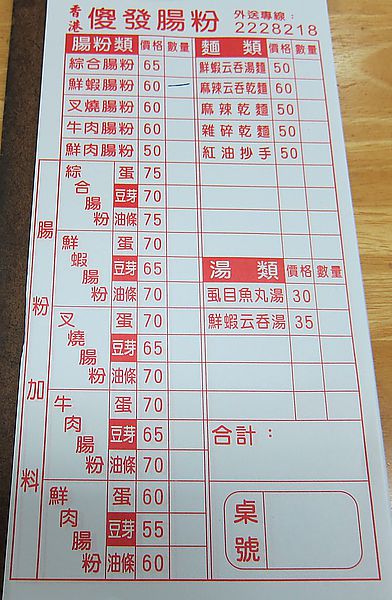 香港 傻發腸粉 外送專線：
2228218
腸粉類 價格 數量
綜合腸粉 65
鮮蝦腸粉 60
叉燒腸粉 60
牛肉腸粉 60
鮮肉腸粉 50
腸粉加料
綜合腸粉 蛋 75
豆芽 70
油條 75
鮮蝦腸粉 蛋 70
豆芽 65
油條 70
叉燒腸粉 蛋 70
豆芽 65
油條 70
牛肉腸粉 蛋 70
豆芽 65
油條 70
鮮肉腸粉 蛋 60
豆芽 55
油條 60
麵類 價格 數量
鮮蝦云吞湯麵 50
麻辣云吞乾麵 60
麻辣乾麵 50
雜碎乾麵 50
紅油抄手 50
湯類 價格 數量
虱目魚丸湯 30
鮮蝦云吞湯 35
合計：
桌號